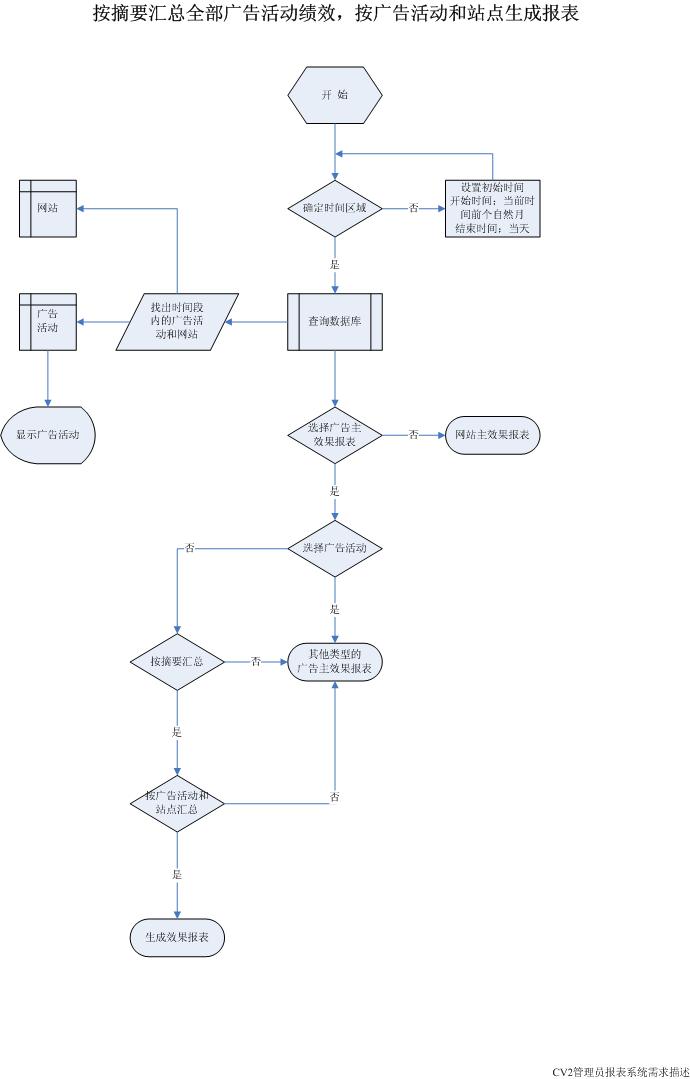 按摘要汇总全部广告活动绩效，按广告活动和站点生成报表
开 始
确定时间区域
否
设置初始时间
开始时间；当前时
间前个自然月
结束时间；当天
网站
是
广告
活动
找出时间段
内的广告活
动和网站
查询数据库
显示广告活动
选择广告主
效果报表
否
网站主效果报表
是
选择广告活动
否
是
按摘要汇总
否
其他类型的
广告主效果报表
是
按广告活动和
站点汇总
否
是
生成效果报表
CV2管理员报表系统需求描述